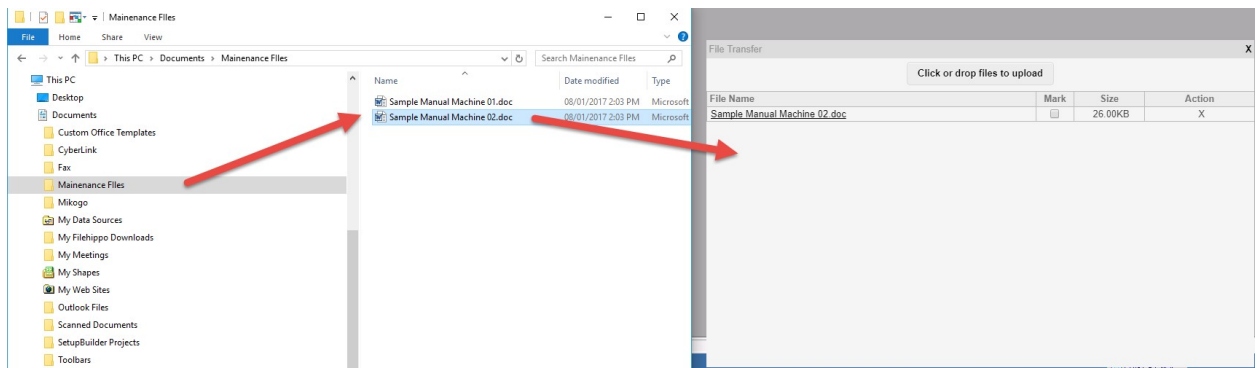 Mainenance FIles
File Home Share View
This PC > Documents > Mainenance FIles
Search Mainenance FIles
This PC
Desktop
Documents
Custom Office Templates
CyberLink
Fax
Mainenance FIles
Mikogo
My Data Sources
My Filehippo Downloads
My Meetings
My Shapes
My Web Sites
Outlook Files
Scanned Documents
SetupBuilder Projects
Toolbars
Name Date modified Type
Sample Manual Machine 01.doc 08/01/2017 2:03 PM Microsoft
Sample Manual Machine 02.doc 08/01/2017 2:03 PM Microsoft
File Transfer X
Click or drop files to upload
File Name Mark Size Action
Sample Manual Machine 02.doc 26.00KB X